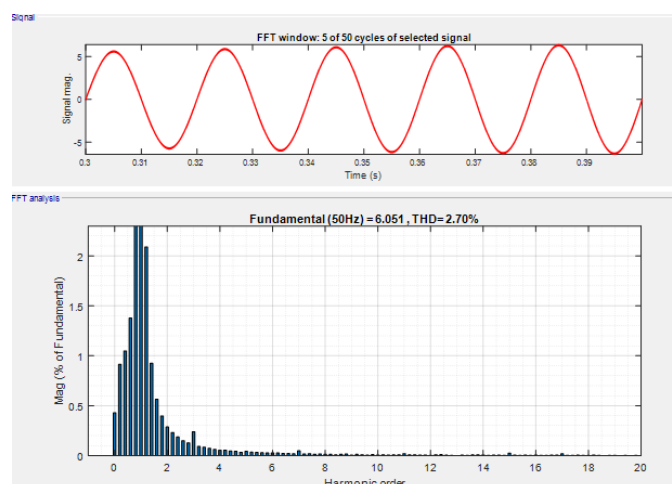 Signal
FFT window: 5 of 50 cycles of selected signal
Signal mag.
5
0
-5
0.3 0.31 0.32 0.33 0.34 0.35 0.36 0.37 0.38 0.39
Time (s)
FFT analysis
Fundamental (50Hz) = 6.051 , THD= 2.70%
Mag (% of Fundamental)
2
1.5
1
0.5
0
0 2 4 6 8 10 12 14 16 18 20
Harmonic order